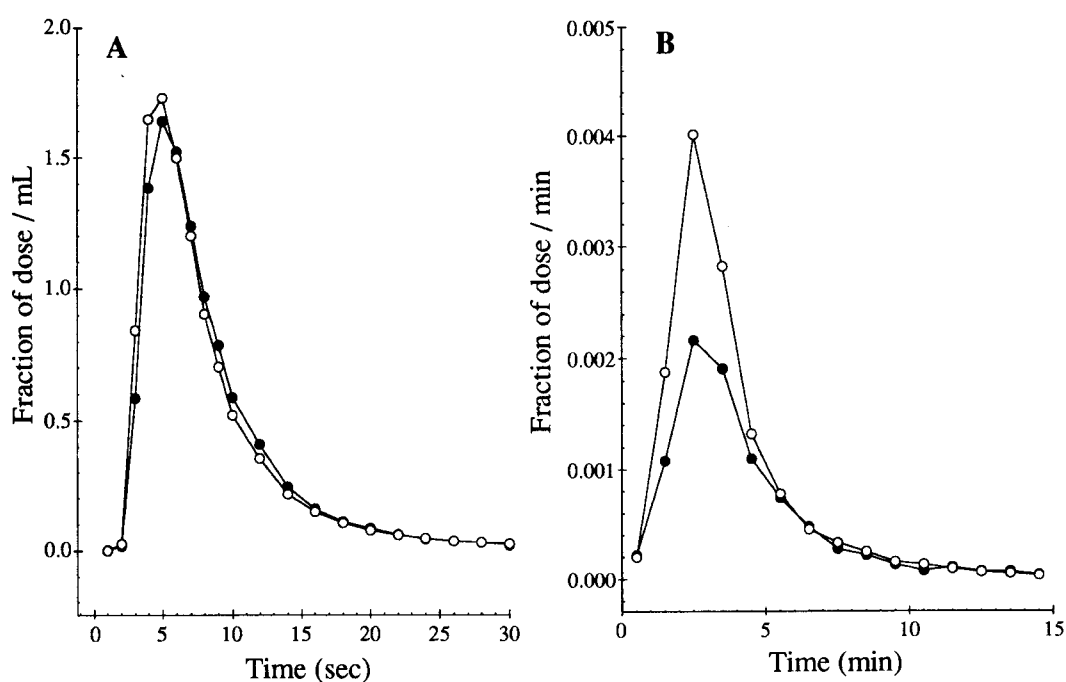 A
Fraction of dose / mL
2.0
1.5
1.0
0.5
0.0
0 5 10 15 20 25 30
Time (sec)
B
Fraction of dose / min
0.005
0.004
0.003
0.002
0.001
0.000
0 5 10 15
Time (min)